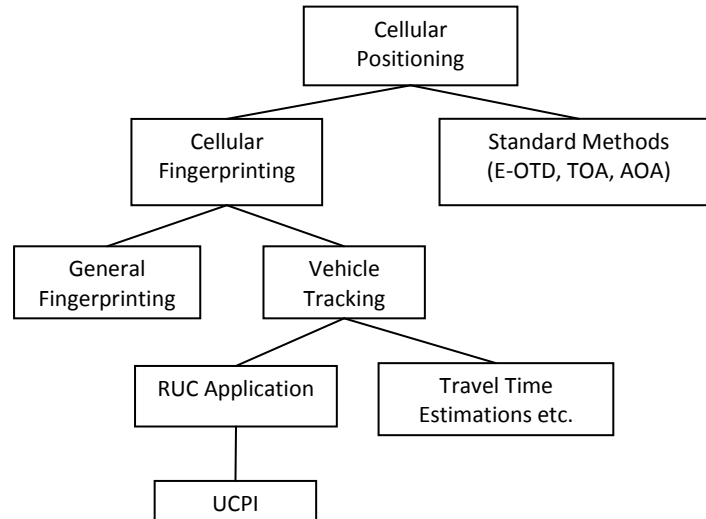 Cellular
Positioning
Cellular
Fingerprinting
Standard Methods
(E-OTD, TOA, AOA)
General
Fingerprinting
Vehicle
Tracking
RUC Application
Travel Time
Estimations etc.
UCPI